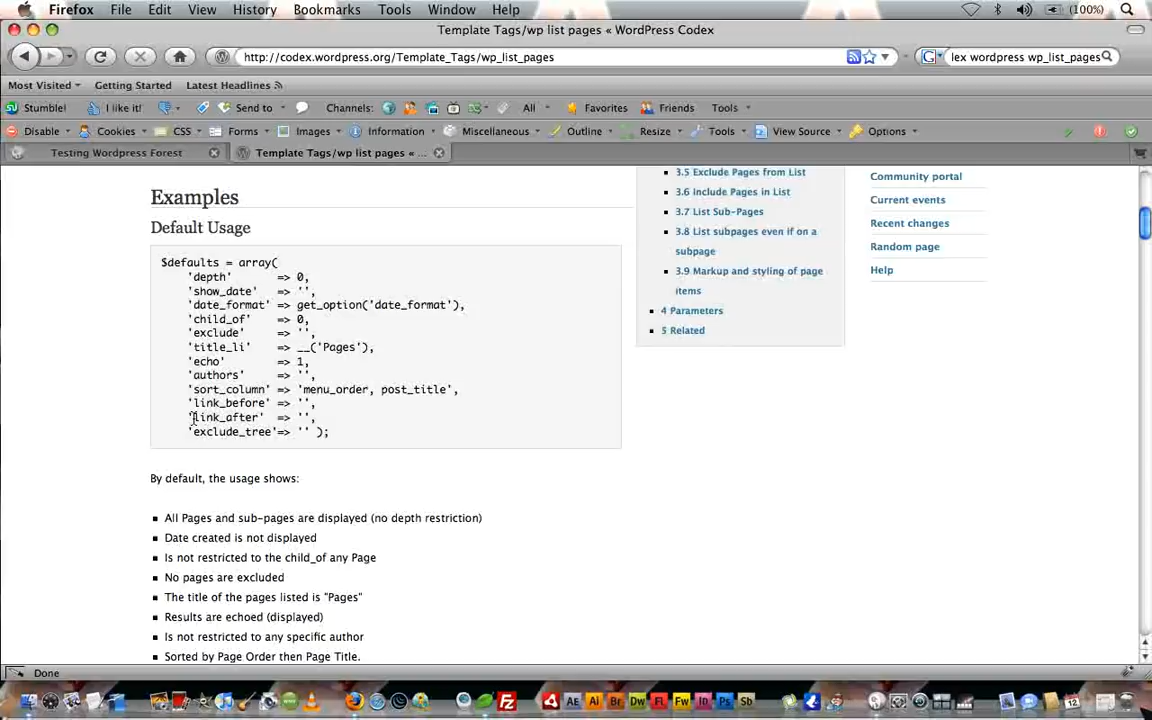 Firefox File Edit View History Bookmarks Tools Window Help (100%)
Template Tags/wp list pages « WordPress Codex
http://codex.wordpress.org/Template_Tags/wp_list_pages lex wordpress wp_list_pages
Most Visited Getting Started Latest Headlines
Stumble! I like it! Send to Channels: All Favorites Friends Tools
Disable Cookies CSS Forms Images Information Miscellaneous Outline Resize Tools View Source Options
Testing Wordpress Forest Template Tags/wp list pages « ...
Examples
Default Usage
$defaults = array(
'depth' => 0,
'show_date' => '',
'date_format' => get_option('date_format'),
'child_of' => 0,
'exclude' => '',
'title_li' => __('Pages'),
'echo' => 1,
'authors' => '',
'sort_column' => 'menu_order, post_title',
'link_before' => '',
'link_after' => '',
'exclude_tree'=> '' );
By default, the usage shows:
All Pages and sub-pages are displayed (no depth restriction)
Date created is not displayed
Is not restricted to the child_of any Page
No pages are excluded
The title of the pages listed is "Pages"
Results are echoed (displayed)
Is not restricted to any specific author
Sorted by Page Order then Page Title.
3.5 Exclude Pages from List
3.6 Include Pages in List
3.7 List Sub-Pages
3.8 List subpages even if on a
subpage
3.9 Markup and styling of page
items
4 Parameters
5 Related
Community portal
Current events
Recent changes
Random page
Help
Done
AE Ai Br Dw Fl Fw Id Ps Sb 12